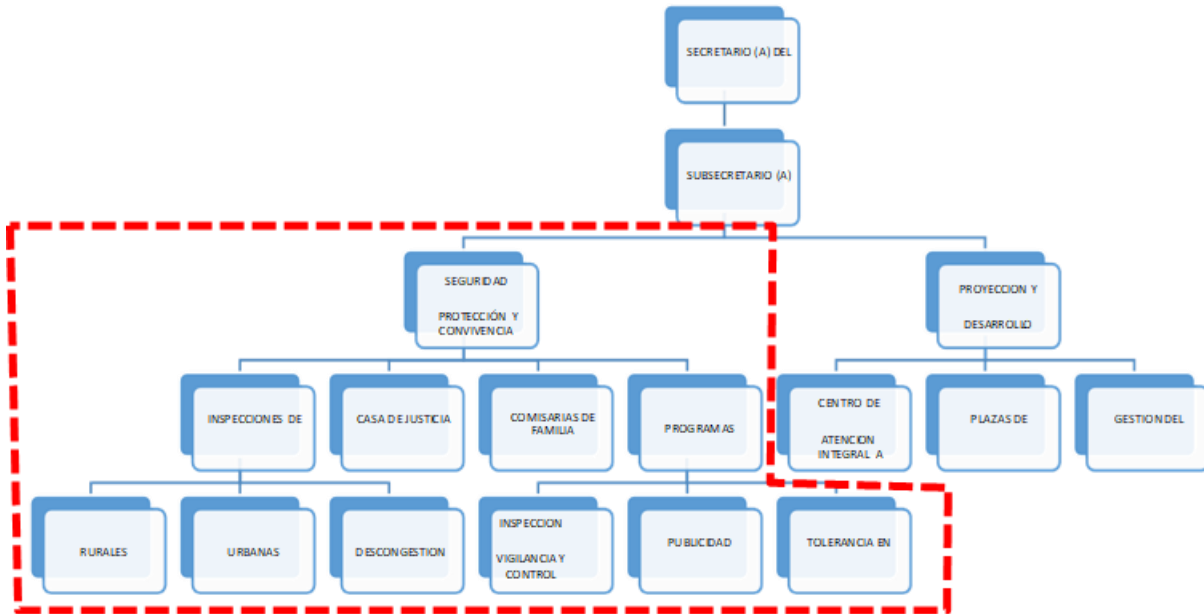 SECRETARIO (A) DEL
SUBSECRETARIO (A)
SEGURIDAD
PROTECCIÓN Y
CONVIVENCIA
PROYECCION Y
DESARROLLO
INSPECCIONES DE
CASA DE JUSTICIA
COMISARIAS DE
FAMILIA
PROGRAMAS
CENTRO DE
ATENCION
INTEGRAL A
PLAZAS DE
GESTION DEL
RURALES
URBANAS
DESCONGESTION
INSPECCION
VIGILANCIA Y
CONTROL
PUBLICIDAD
TOLERANCIA EN